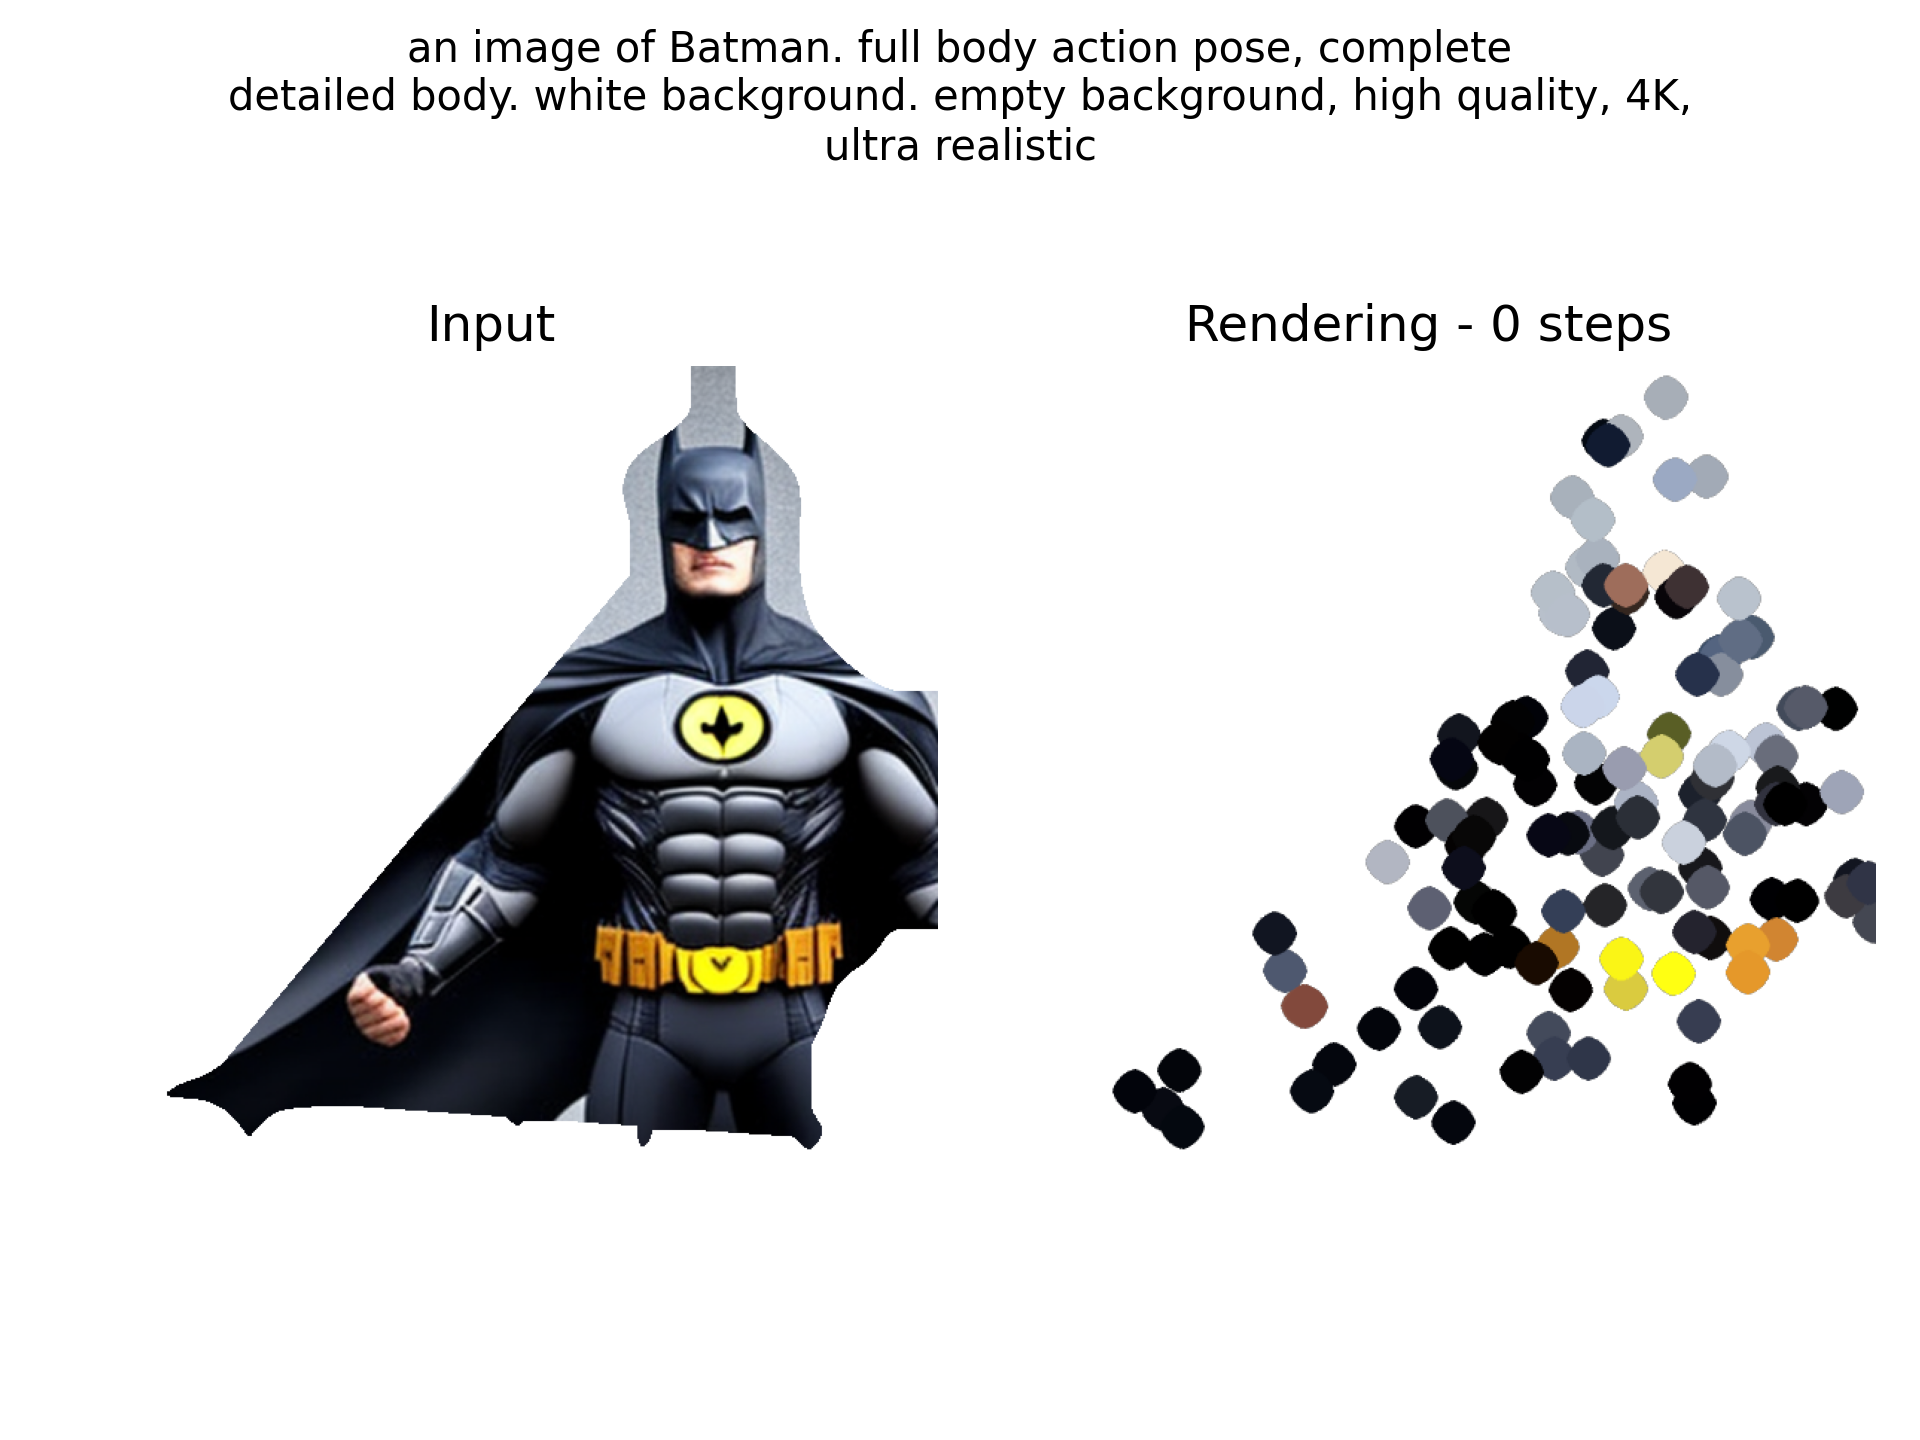 an image of Batman. full body action pose, complete
detailed body. white background. empty background, high quality, 4K,
ultra realistic
Input
Rendering - 0 steps